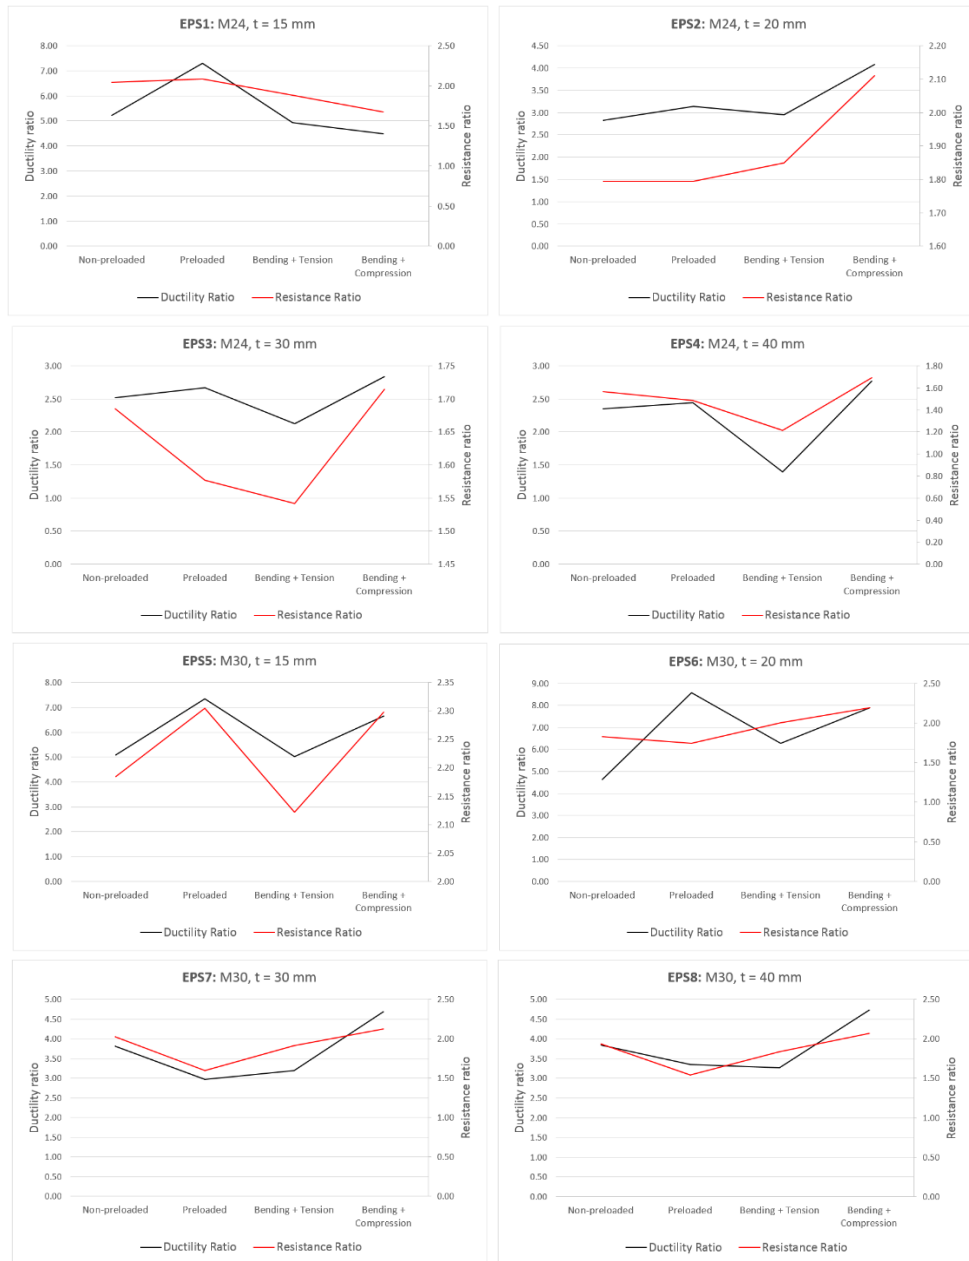 EPS1: M24, t = 15 mm
8.00
7.00
6.00
5.00
4.00
3.00
2.00
1.00
0.00
Ductility ratio
2.50
2.00
1.50
1.00
0.50
0.00
Resistance ratio
Non-preloaded Preloaded Bending + Tension Bending +
Compression
Ductility Ratio Resistance Ratio
EPS2: M24, t = 20 mm
4.50
4.00
3.50
3.00
2.50
2.00
1.50
1.00
0.50
0.00
Ductility ratio
2.20
2.10
2.00
1.90
1.80
1.70
1.60
Resistance ratio
Non-preloaded Preloaded Bending + Tension Bending +
Compression
Ductility Ratio Resistance Ratio
EPS3: M24, t = 30 mm
3.00
2.50
2.00
1.50
1.00
0.50
0.00
Ductility ratio
1.75
1.70
1.65
1.60
1.55
1.50
1.45
Resistance ratio
Non-preloaded Preloaded Bending + Tension Bending +
Compression
Ductility Ratio Resistance Ratio
EPS4: M24, t = 40 mm
3.00
2.50
2.00
1.50
1.00
0.50
0.00
Ductility ratio
1.80
1.60
1.40
1.20
1.00
0.80
0.60
0.40
0.20
0.00
Resistance ratio
Non-preloaded Preloaded Bending + Tension Bending +
Compression
Ductility Ratio Resistance Ratio
EPS5: M30, t = 15 mm
8.00
7.00
6.00
5.00
4.00
3.00
2.00
1.00
0.00
Ductility ratio
2.35
2.30
2.25
2.20
2.15
2.10
2.05
2.00
Resistance ratio
Non-preloaded Preloaded Bending + Tension Bending +
Compression
Ductility Ratio Resistance Ratio
EPS6: M30, t = 20 mm
9.00
8.00
7.00
6.00
5.00
4.00
3.00
2.00
1.00
0.00
Ductility ratio
2.50
2.00
1.50
1.00
0.50
0.00
Resistance ratio
Non-preloaded Preloaded Bending + Tension Bending +
Compression
Ductility Ratio Resistance Ratio
EPS7: M30, t = 30 mm
5.00
4.50
4.00
3.50
3.00
2.50
2.00
1.50
1.00
0.50
0.00
Ductility ratio
2.50
2.00
1.50
1.00
0.50
0.00
Resistance ratio
Non-preloaded Preloaded Bending + Tension Bending +
Compression
Ductility Ratio Resistance Ratio
EPS8: M30, t = 40 mm
5.00
4.50
4.00
3.50
3.00
2.50
2.00
1.50
1.00
0.50
0.00
Ductility ratio
2.50
2.00
1.50
1.00
0.50
0.00
Resistance ratio
Non-preloaded Preloaded Bending + Tension Bending +
Compression
Ductility Ratio Resistance Ratio